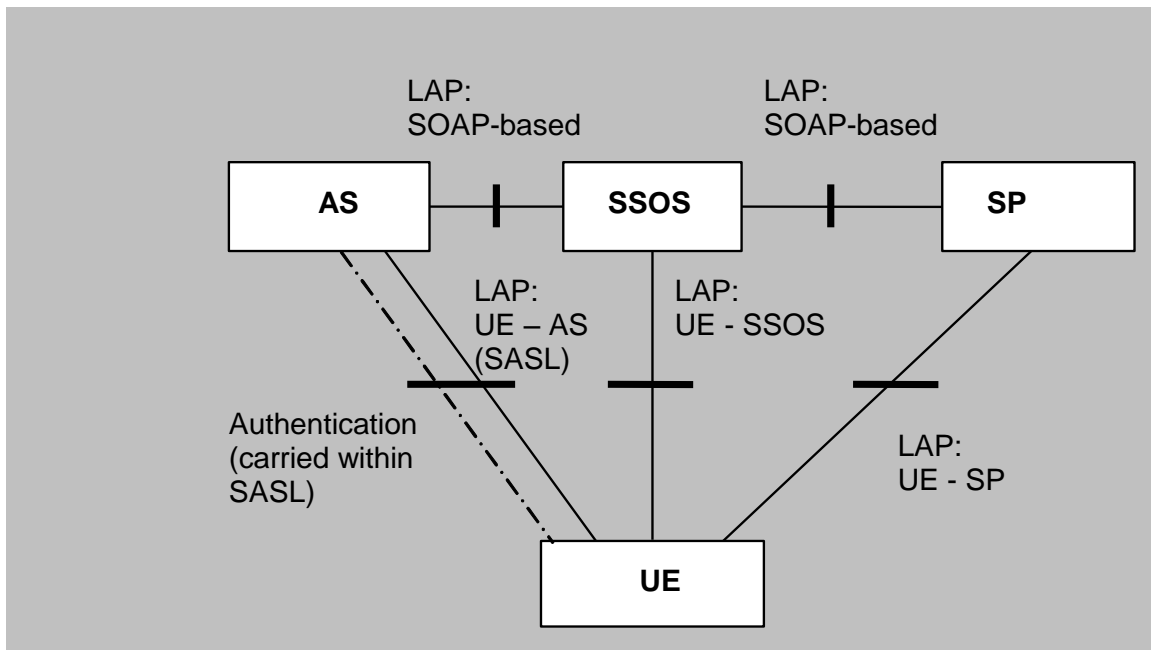 LAP:
SOAP-based
LAP:
SOAP-based
AS
SSOS
SP
LAP:
UE – AS
(SASL)
LAP:
UE - SSOS
Authentication
(carried within
SASL)
LAP:
UE - SP
UE